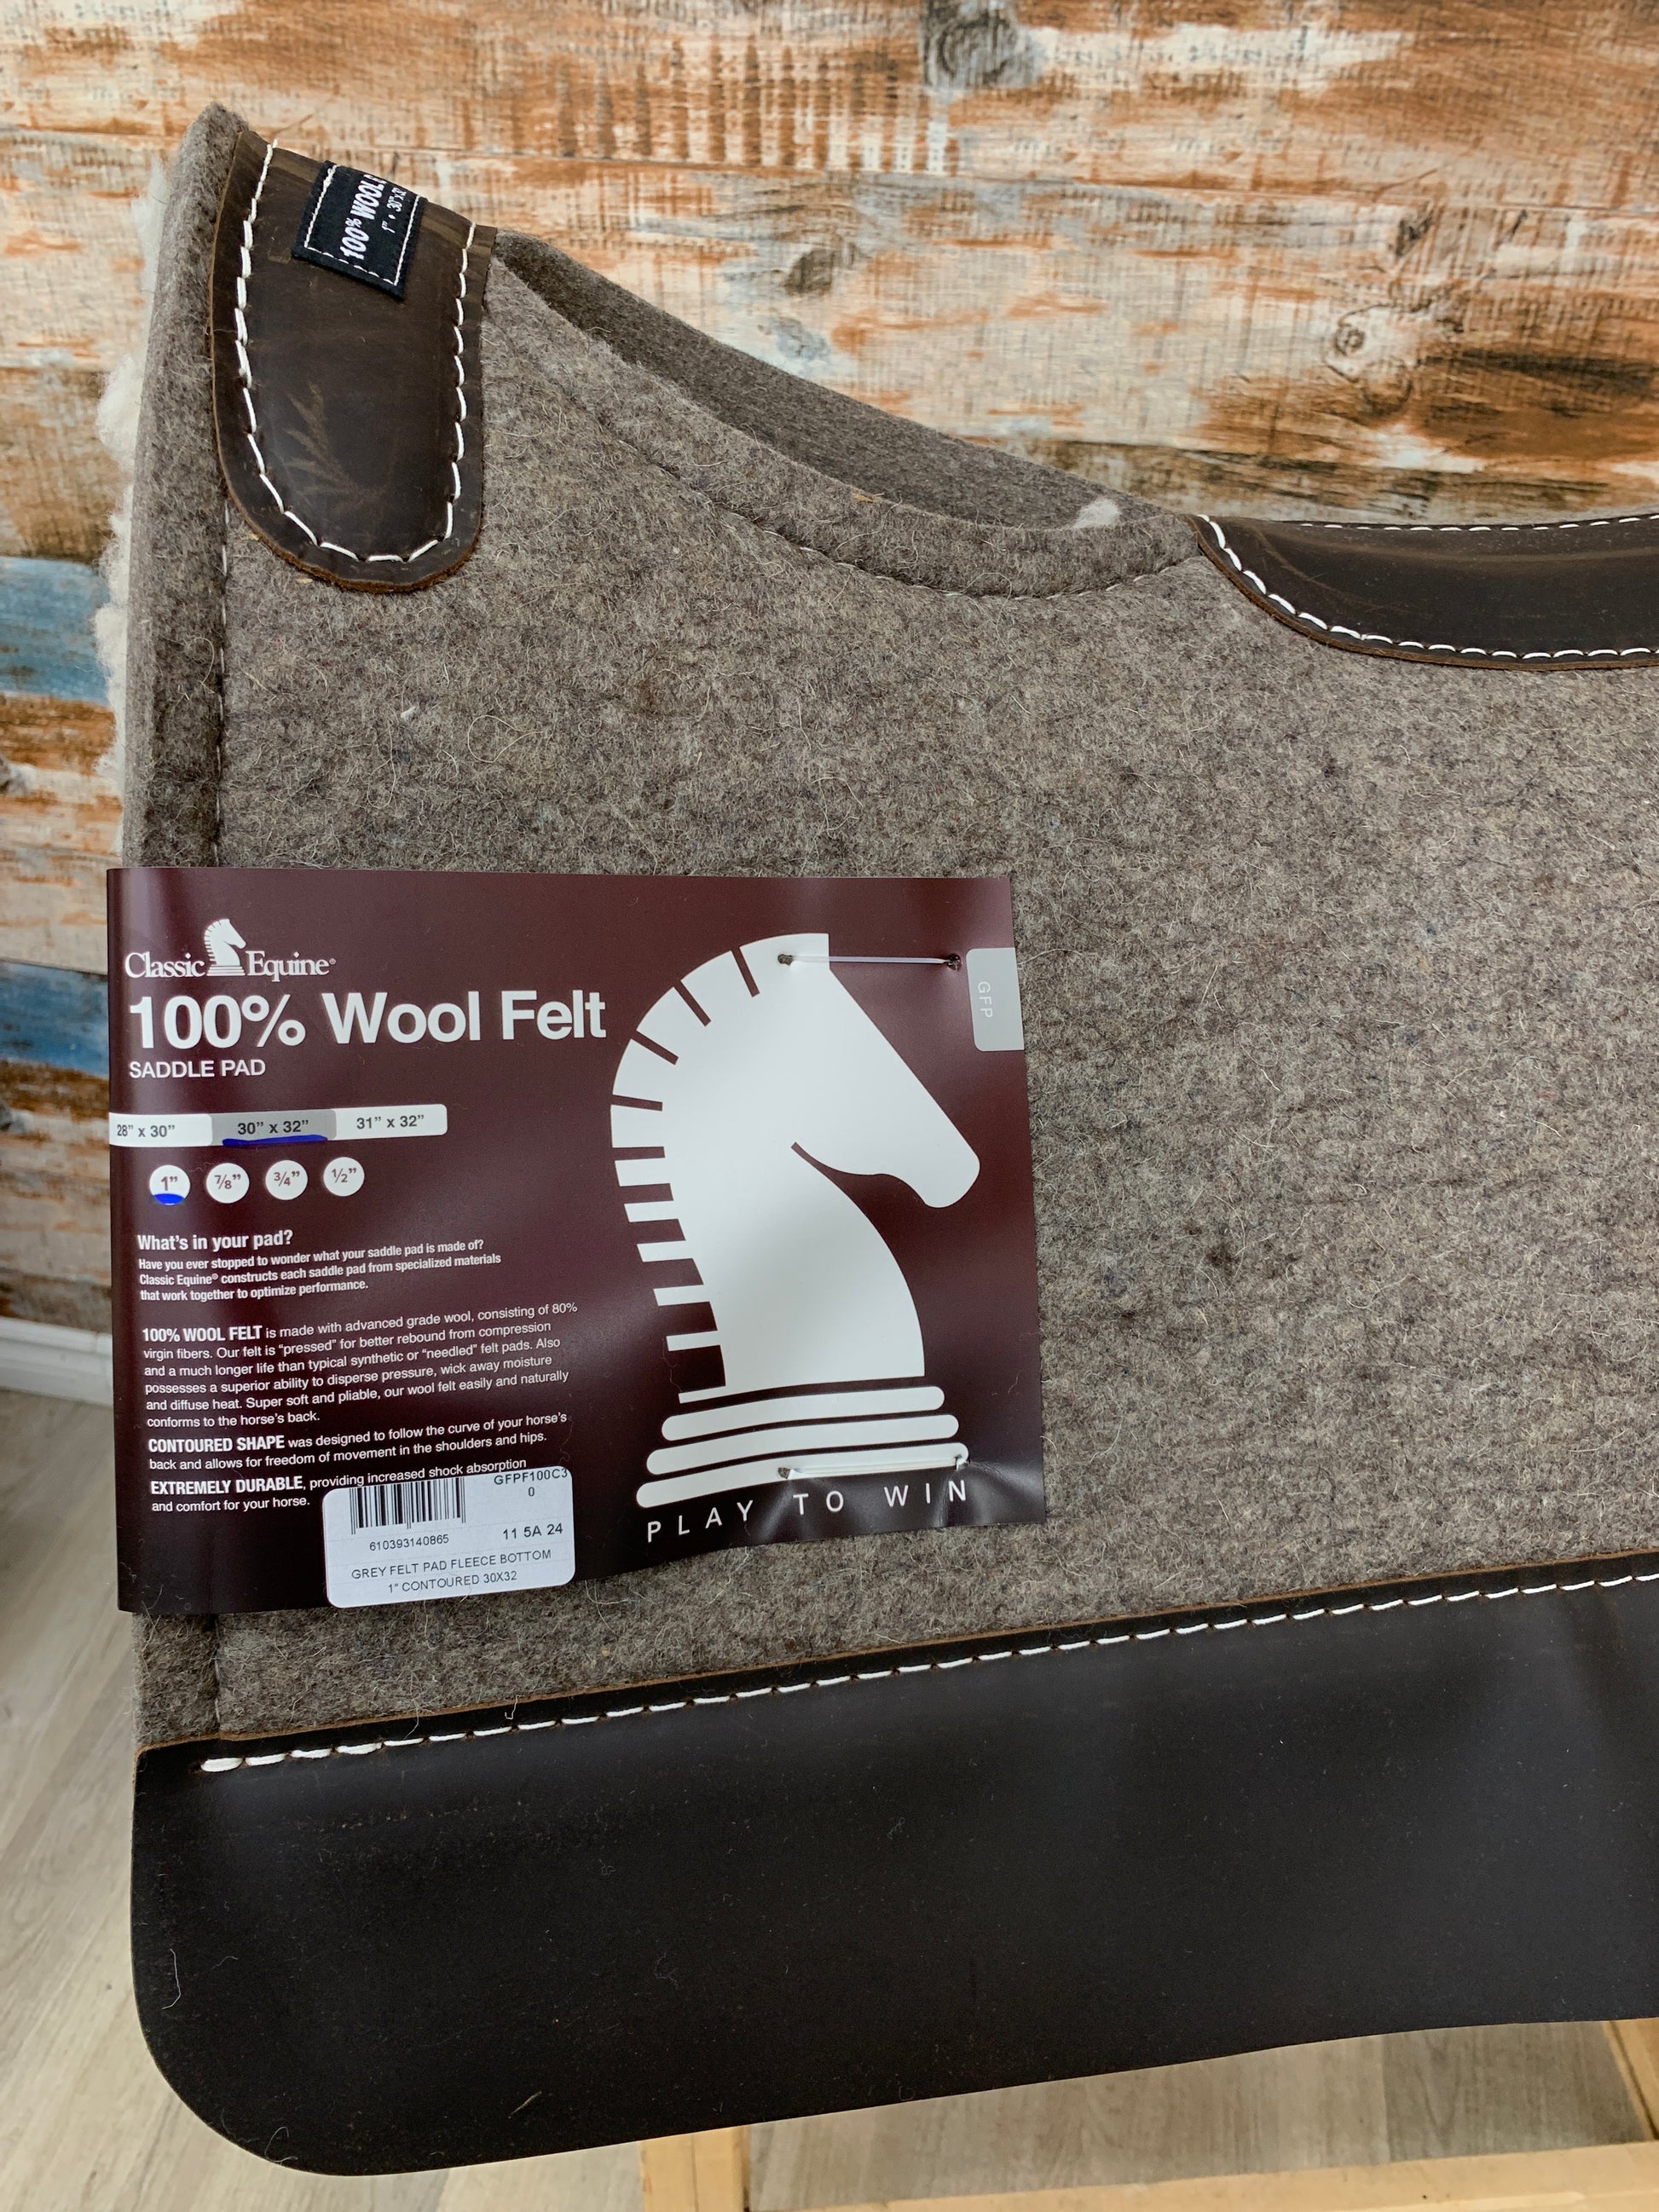 100% WOOL
1" • 30"x32"
Classic Equine®
100% Wool Felt
SADDLE PAD
GFP
28" x 30" 30" x 32" 31" x 32"
1" 7/8" 3/4" 1/2"
What's in your pad?
Have you ever stopped to wonder what your saddle pad is made of?
Classic Equine® constructs each saddle pad from specialized materials
that work together to optimize performance.
100% WOOL FELT is made with advanced grade wool, consisting of 80%
virgin fibers. Our felt is "pressed" for better rebound from compression
and a much longer life than typical synthetic or "needled" felt pads. Also
possesses a superior ability to disperse pressure, wick away moisture
and diffuse heat. Super soft and pliable, our wool felt easily and naturally
conforms to the horse's back.
CONTOURED SHAPE was designed to follow the curve of your horse's
back and allows for freedom of movement in the shoulders and hips.
EXTREMELY DURABLE, providing increased shock absorption
and comfort for your horse.
GFPF100C3
0
610393140865 11 5A 24
GREY FELT PAD FLEECE BOTTOM
1" CONTOURED 30X32
PLAY TO WIN